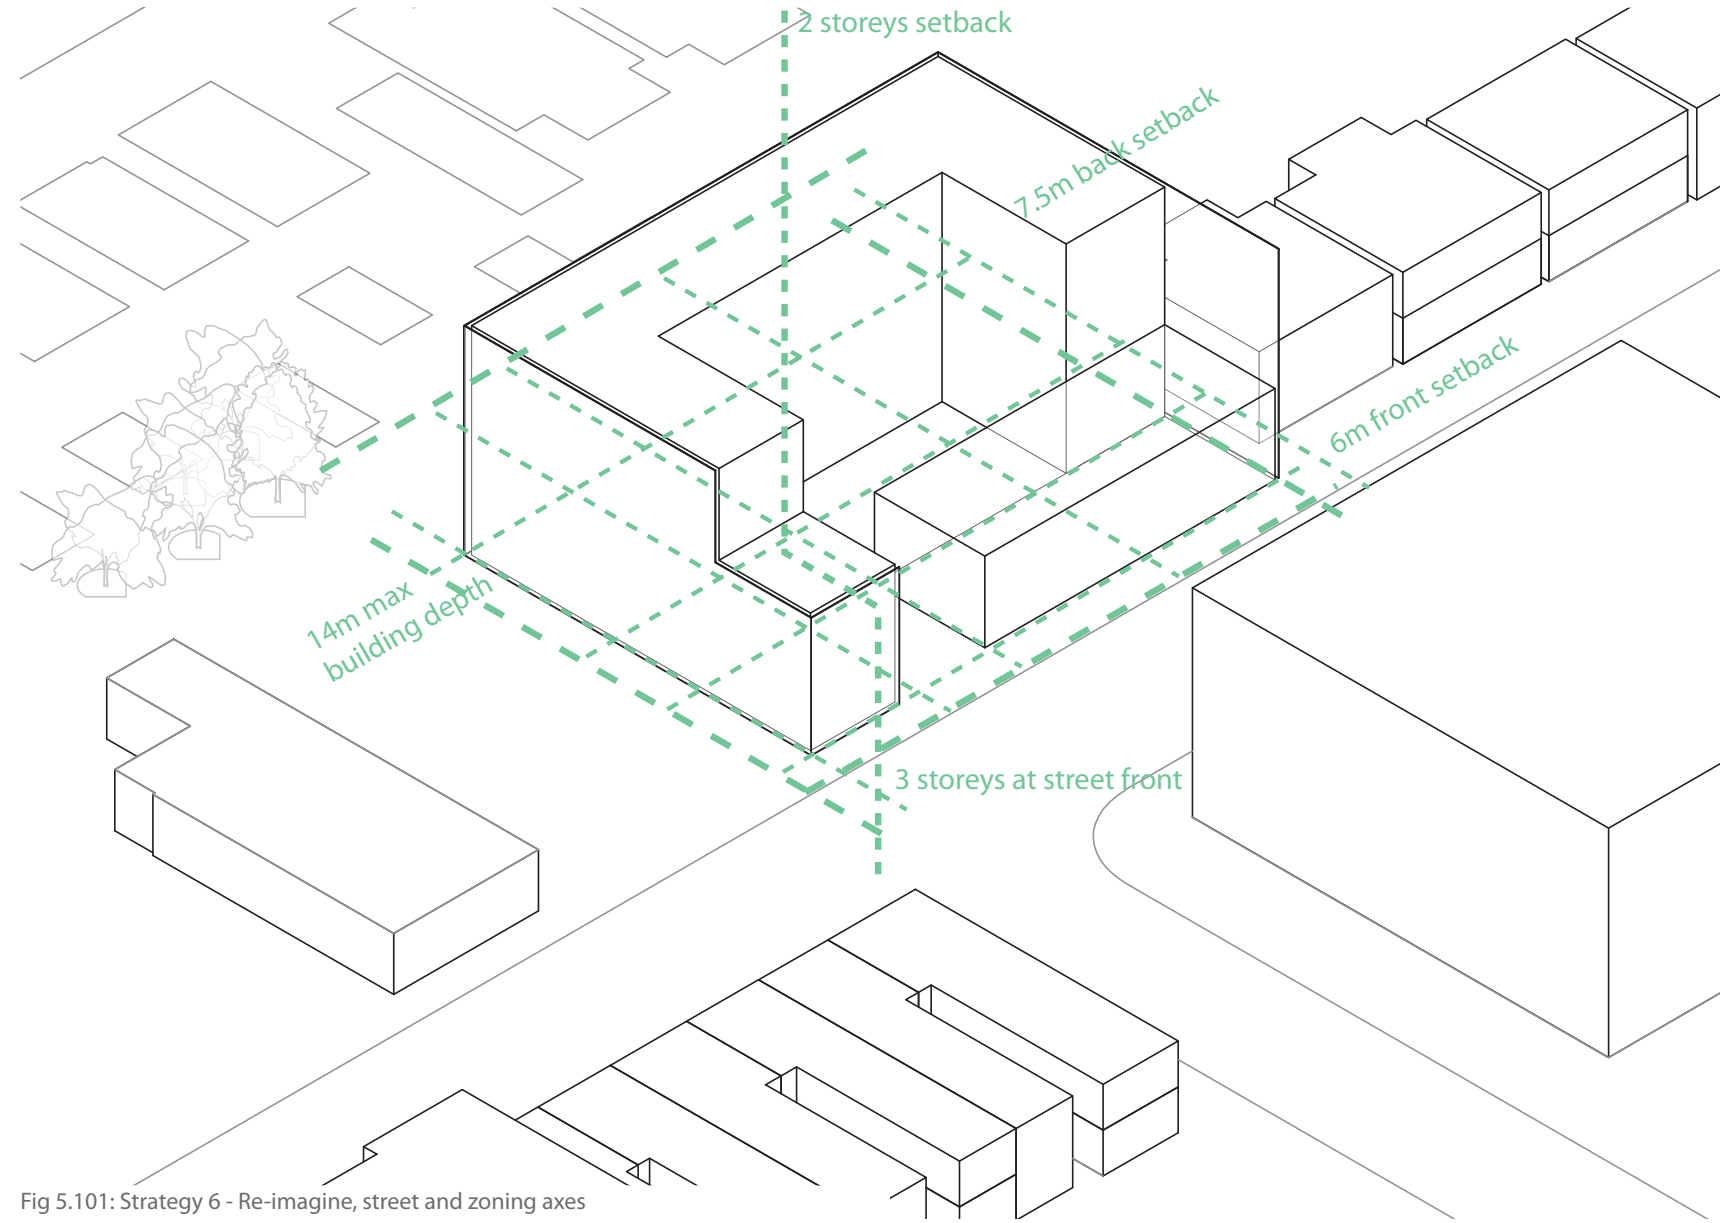 2 storeys setback
7.5m back setback
6m front setback
14m max
building depth
3 storeys at street front
Fig 5.101: Strategy 6 - Re-imagine, street and zoning axes